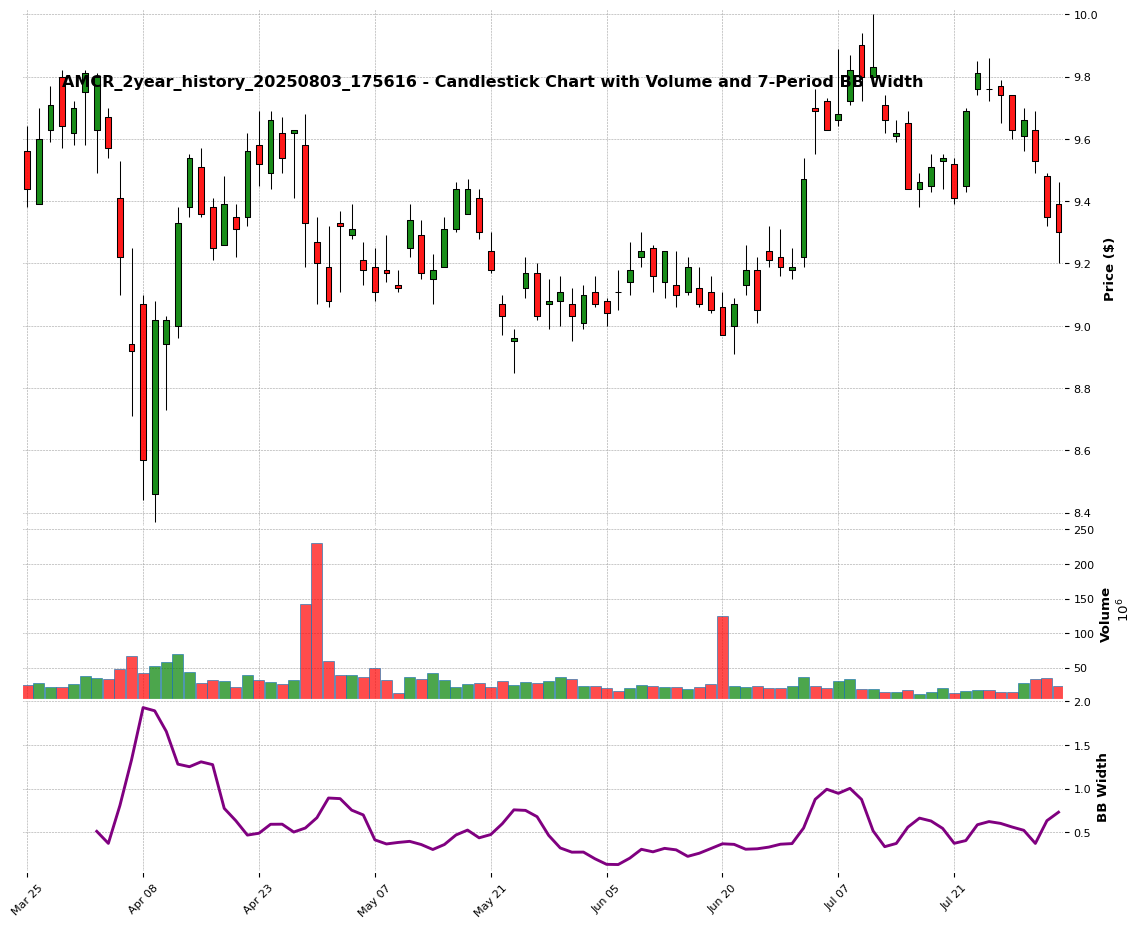 AMCR_2year_history_20250803_175616 - Candlestick Chart with Volume and 7-Period BB Width
10.0
9.8
9.6
9.4
9.2
9.0
8.8
8.6
8.4
Price ($)
250
200
150
100
50
Volume
10^6
2.0
1.5
1.0
0.5
BB Width
Mar 25
Apr 08
Apr 23
May 07
May 21
Jun 05
Jun 20
Jul 07
Jul 21